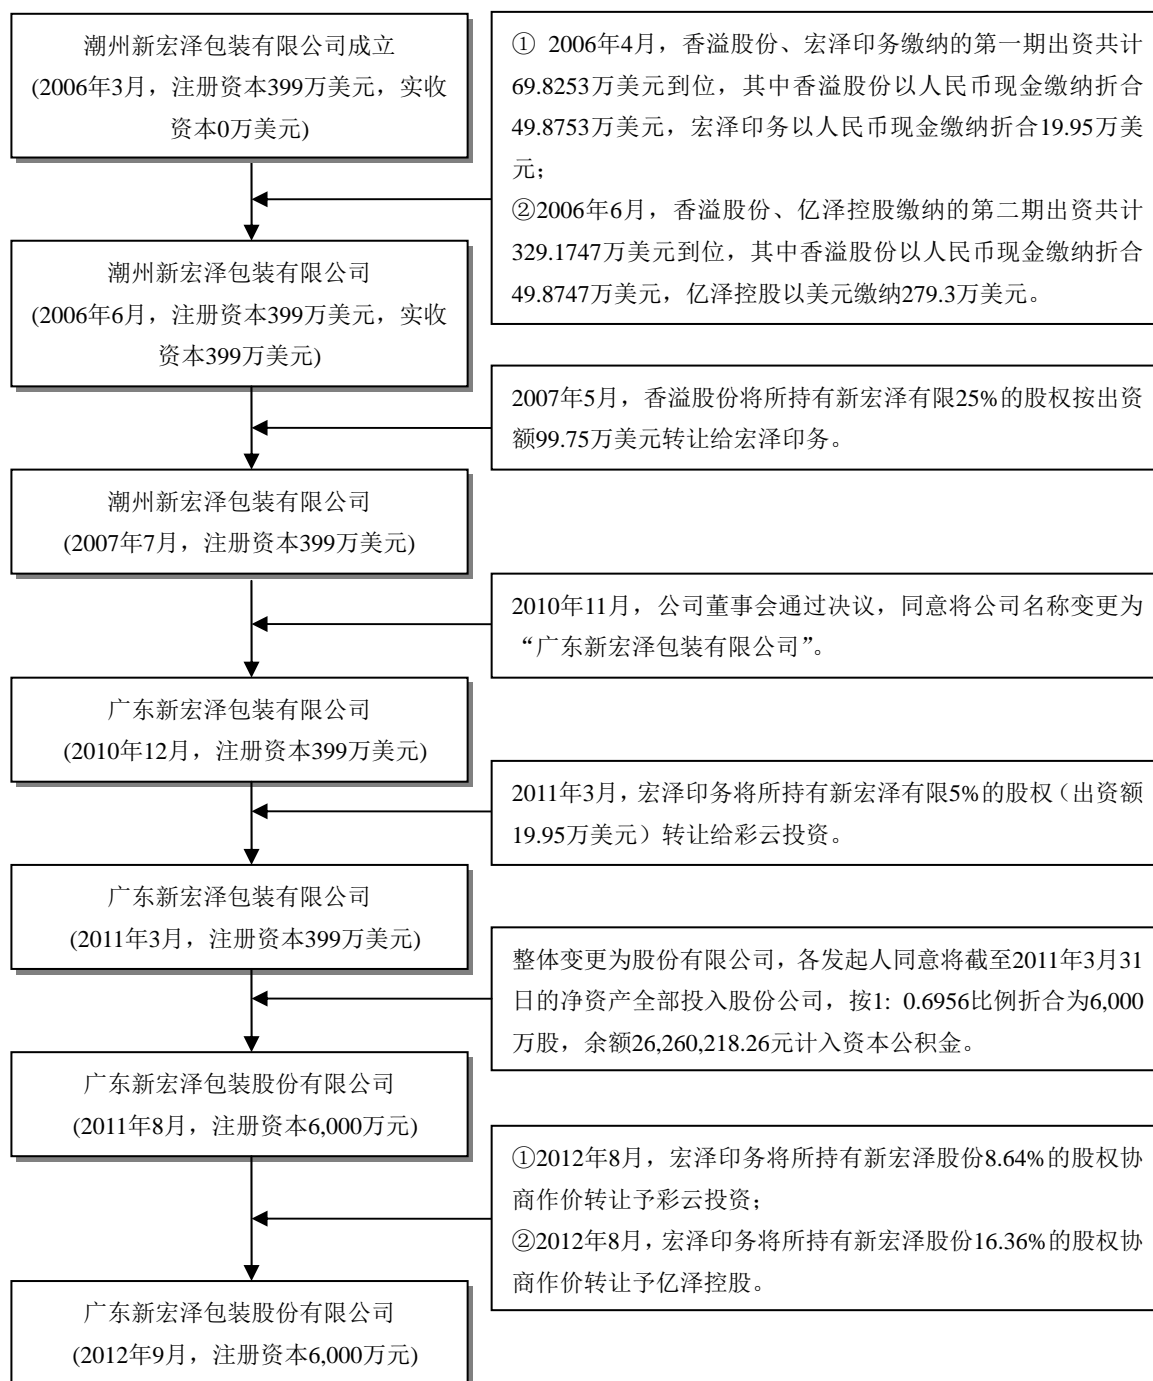 潮州新宏泽包装有限公司成立
(2006年3月，注册资本399万美元，实收
资本0万美元)
① 2006年4月，香溢股份、宏泽印务缴纳的第一期出资共计
69.8253万美元到位，其中香溢股份以人民币现金缴纳折合
49.8753万美元，宏泽印务以人民币现金缴纳折合19.95万美
元；
②2006年6月，香溢股份、亿泽控股缴纳的第二期出资共计
329.1747万美元到位，其中香溢股份以人民币现金缴纳折合
49.8747万美元，亿泽控股以美元缴纳279.3万美元。
潮州新宏泽包装有限公司
(2006年6月，注册资本399万美元，实收
资本399万美元)
2007年5月，香溢股份将所持有新宏泽有限25%的股权按出资
额99.75万美元转让给宏泽印务。
潮州新宏泽包装有限公司
(2007年7月，注册资本399万美元)
2010年11月，公司董事会通过决议，同意将公司名称变更为
“广东新宏泽包装有限公司”。
广东新宏泽包装有限公司
(2010年12月，注册资本399万美元)
2011年3月，宏泽印务将所持有新宏泽有限5%的股权（出资额
19.95万美元）转让给彩云投资。
广东新宏泽包装有限公司
(2011年3月，注册资本399万美元)
整体变更为股份有限公司，各发起人同意将截至2011年3月31
日的净资产全部投入股份公司，按1: 0.6956比例折合为6,000
万股，余额26,260,218.26元计入资本公积金。
广东新宏泽包装股份有限公司
(2011年8月，注册资本6,000万元)
①2012年8月，宏泽印务将所持有新宏泽股份8.64%的股权协
商作价转让予彩云投资；
②2012年8月，宏泽印务将所持有新宏泽股份16.36%的股权协
商作价转让予亿泽控股。
广东新宏泽包装股份有限公司
(2012年9月，注册资本6,000万元)